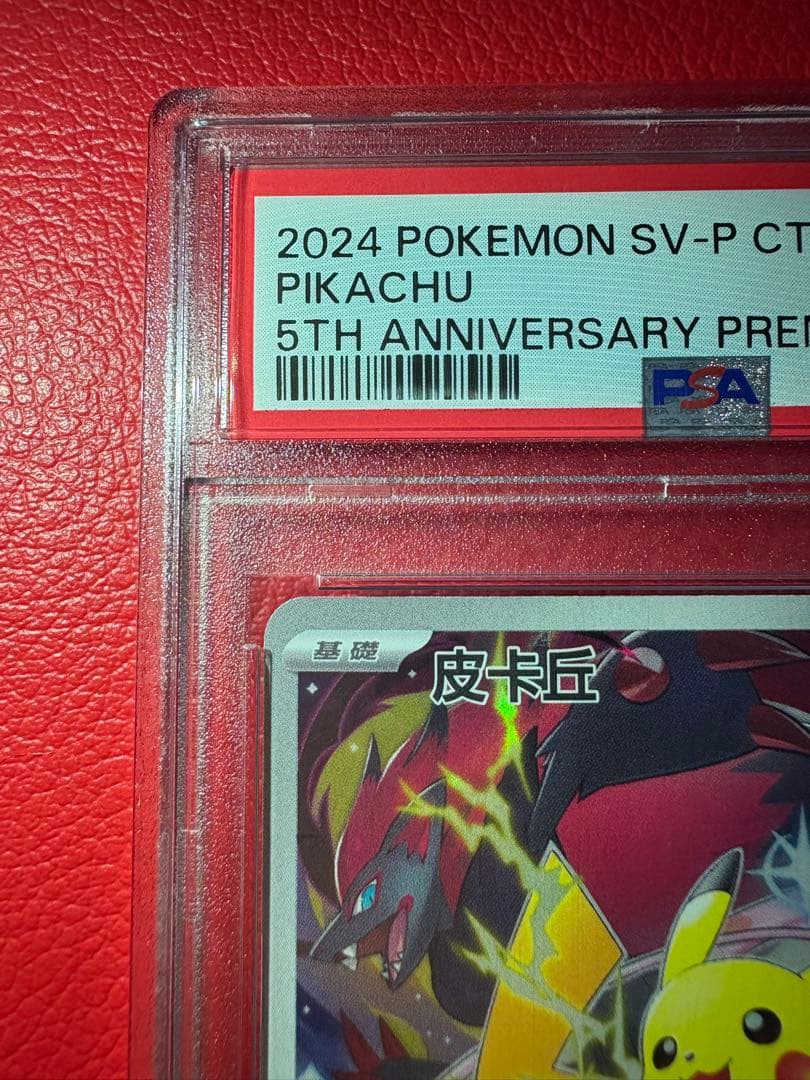 2024 POKEMON SV-P CT
PIKACHU
5TH ANNIVERSARY PREM
PSA
基礎
皮卡丘